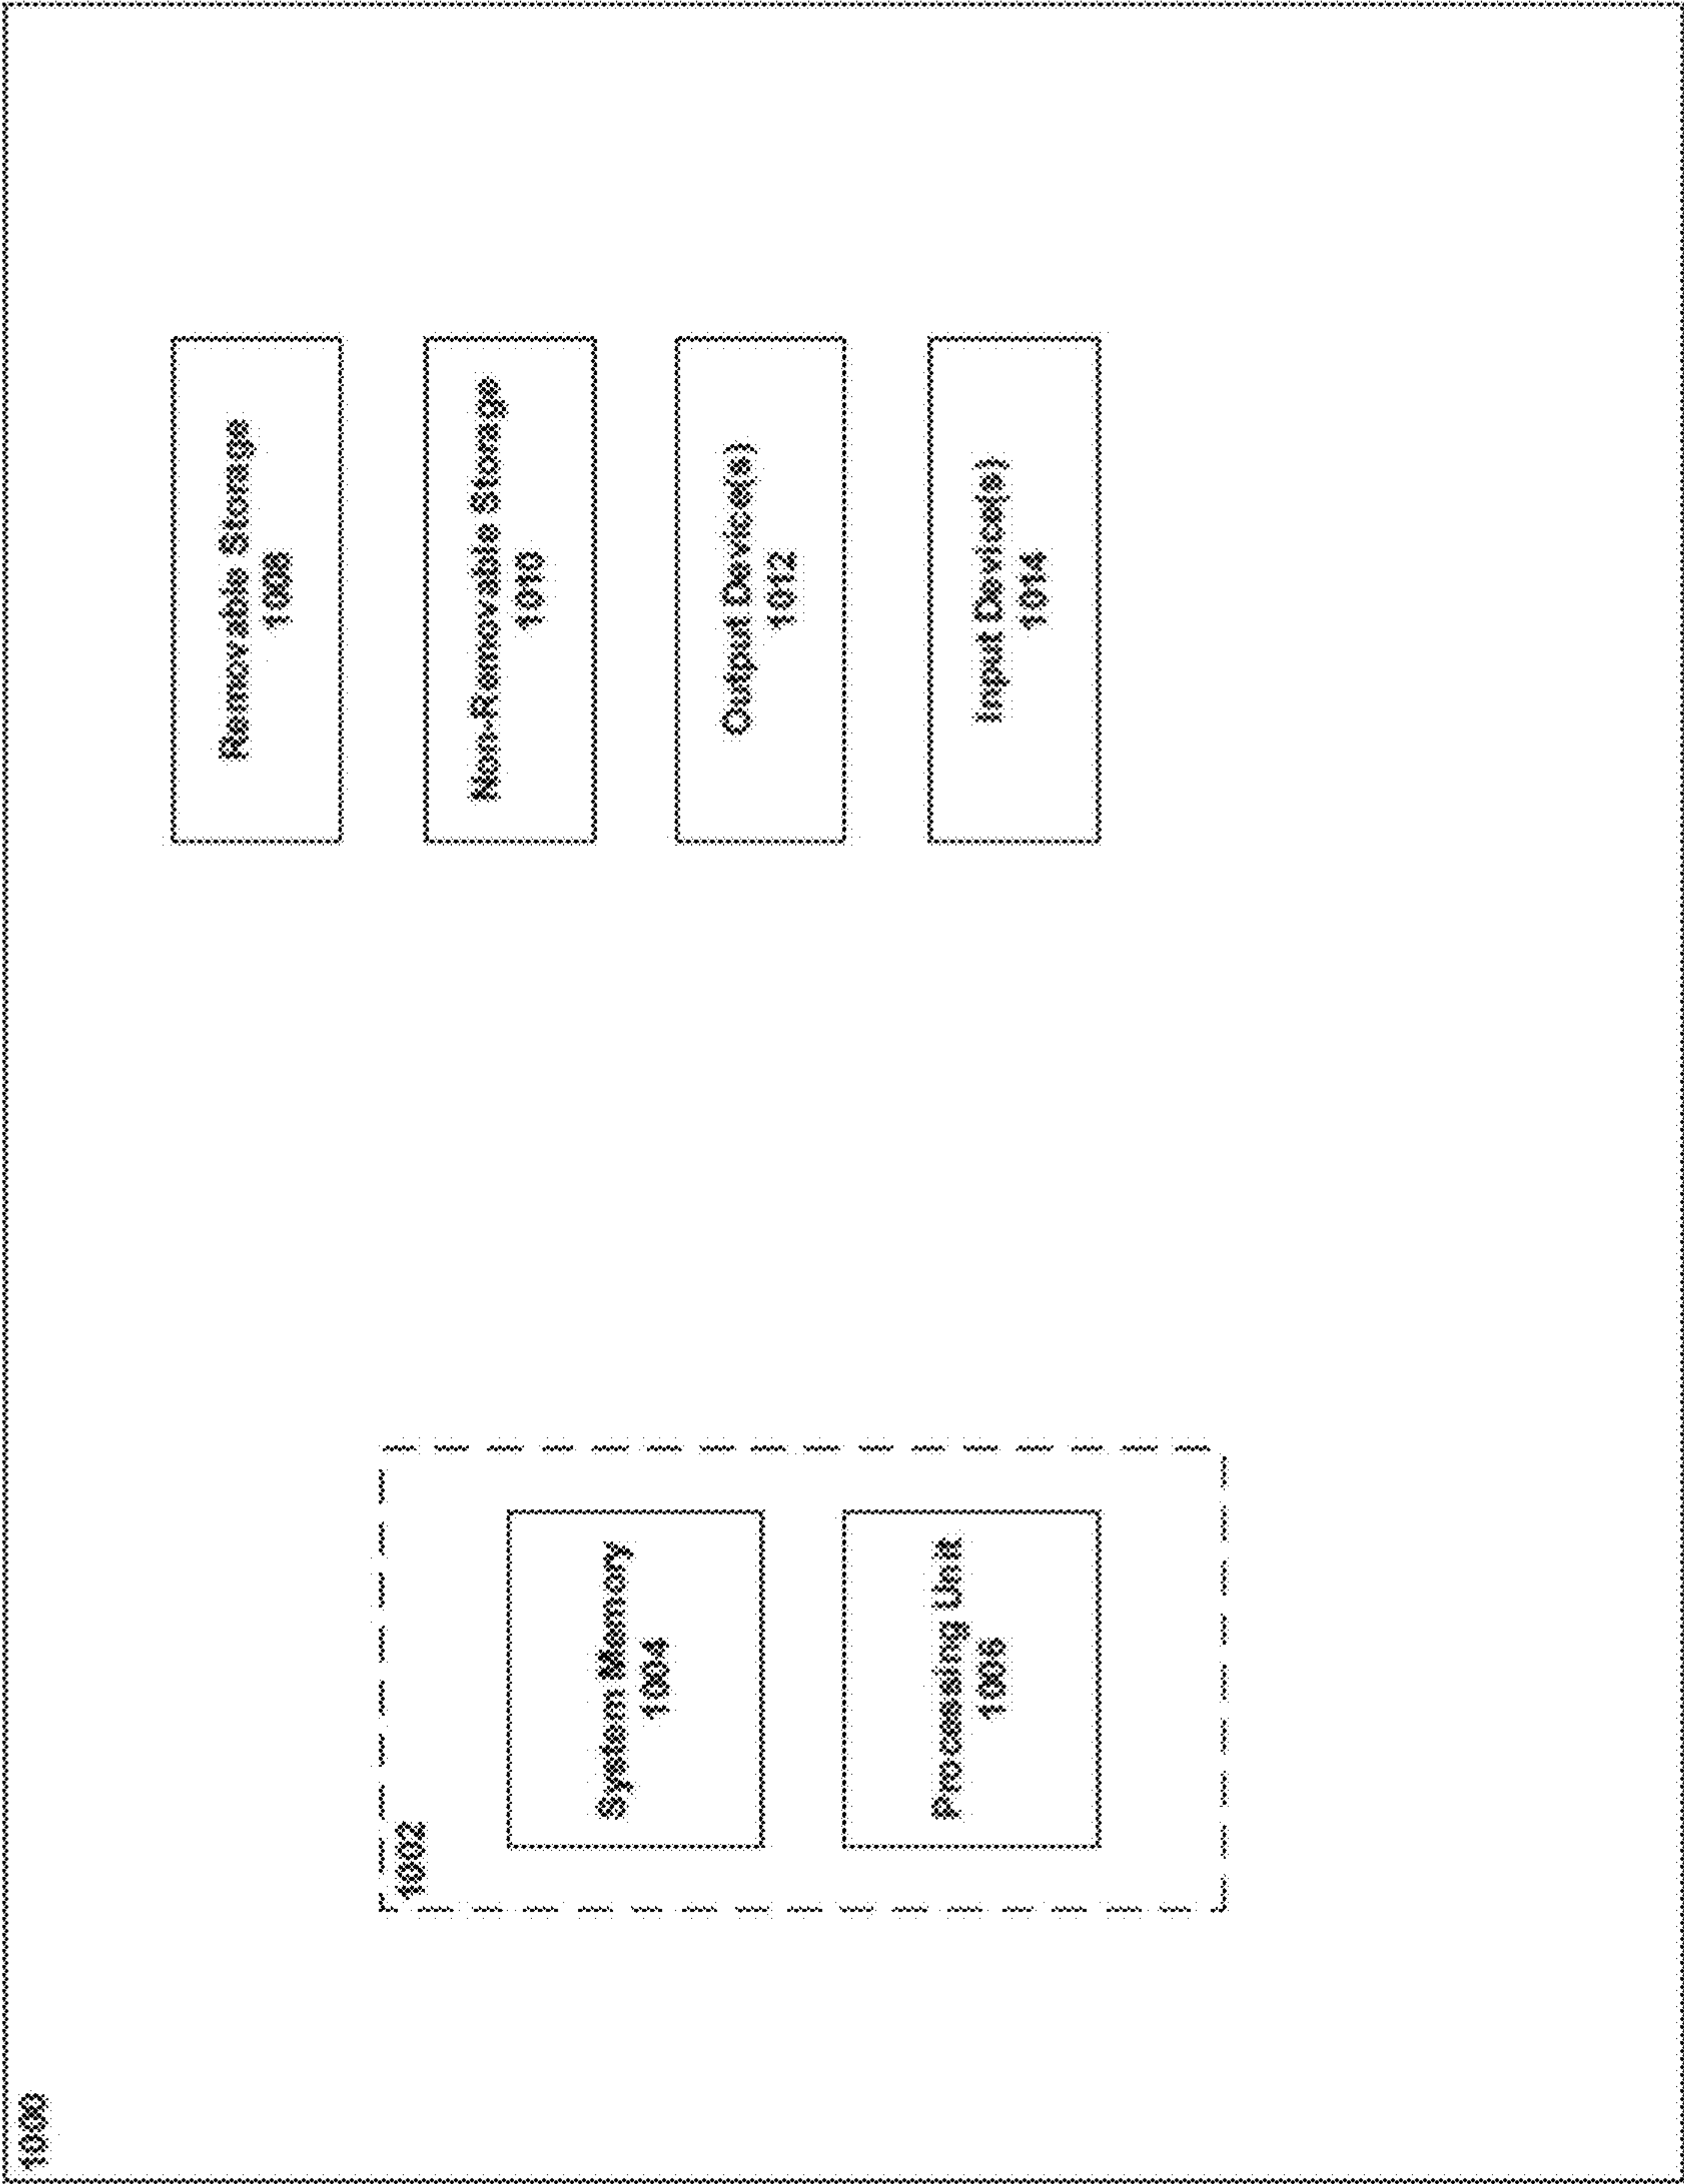 1000
1002
System Memory
1004
Processing Unit
1006
Removable Storage
1008
Non-Removable Storage
1010
Output Device(s)
1012
Input Device(s)
1014